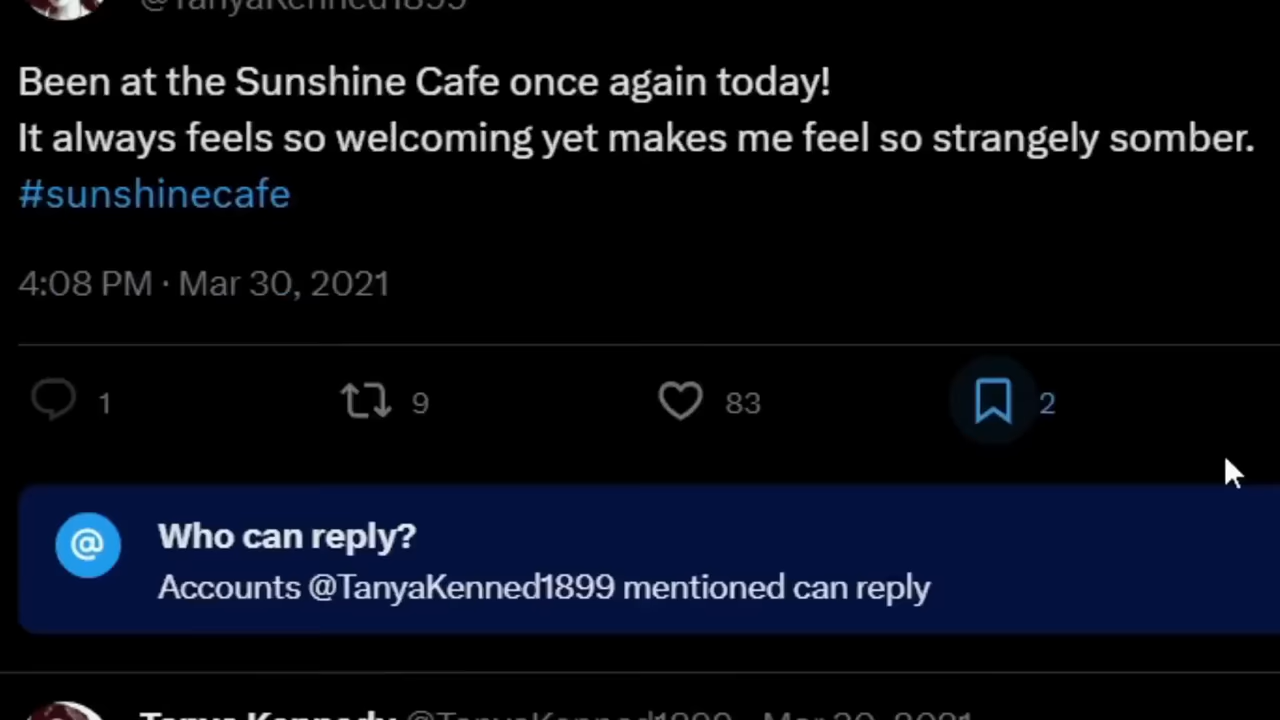 @TanyaKenned1899
Been at the Sunshine Cafe once again today!
It always feels so welcoming yet makes me feel so strangely somber.
#sunshinecafe
4:08 PM · Mar 30, 2021
1 9 83 2
@ Who can reply?
Accounts @TanyaKenned1899 mentioned can reply
Tanya Kennedy @TanyaKenned1899 · Mar 30, 2021